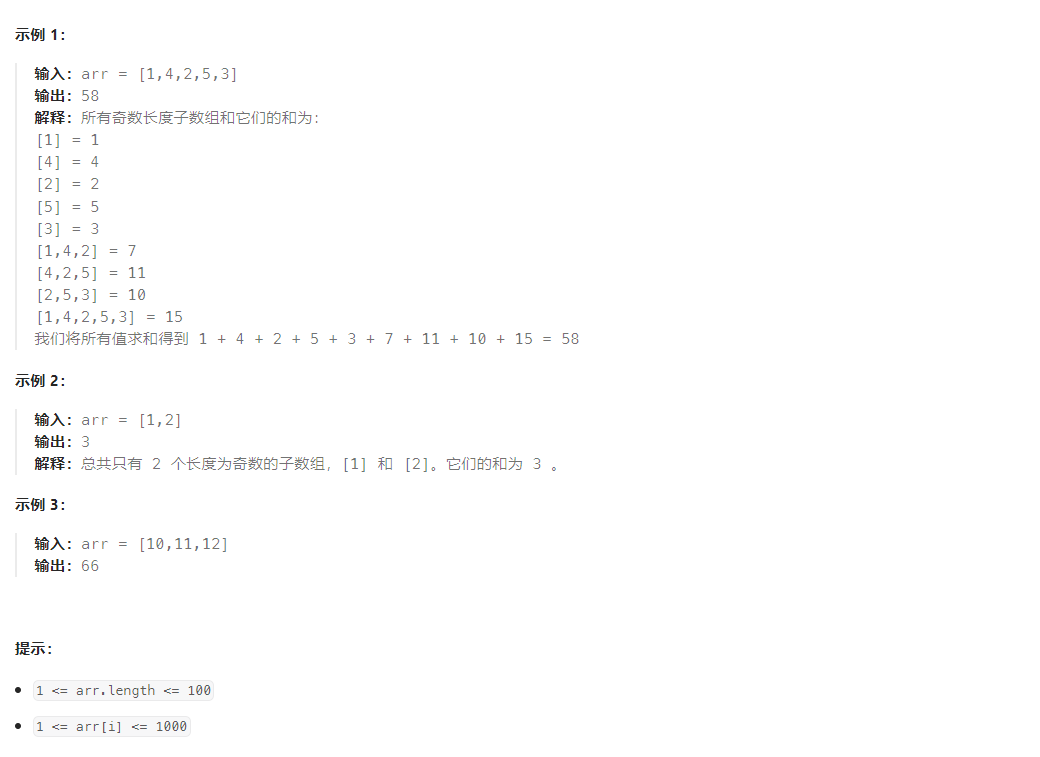 示例 1：
输入：arr = [1,4,2,5,3]
输出：58
解释：所有奇数长度子数组和它们的和为：
[1] = 1
[4] = 4
[2] = 2
[5] = 5
[3] = 3
[1,4,2] = 7
[4,2,5] = 11
[2,5,3] = 10
[1,4,2,5,3] = 15
我们将所有值求和得到 1 + 4 + 2 + 5 + 3 + 7 + 11 + 10 + 15 = 58
示例 2：
输入：arr = [1,2]
输出：3
解释：总共只有 2 个长度为奇数的子数组，[1] 和 [2]。它们的和为 3 。
示例 3：
输入：arr = [10,11,12]
输出：66
提示：
1 <= arr.length <= 100
1 <= arr[i] <= 1000